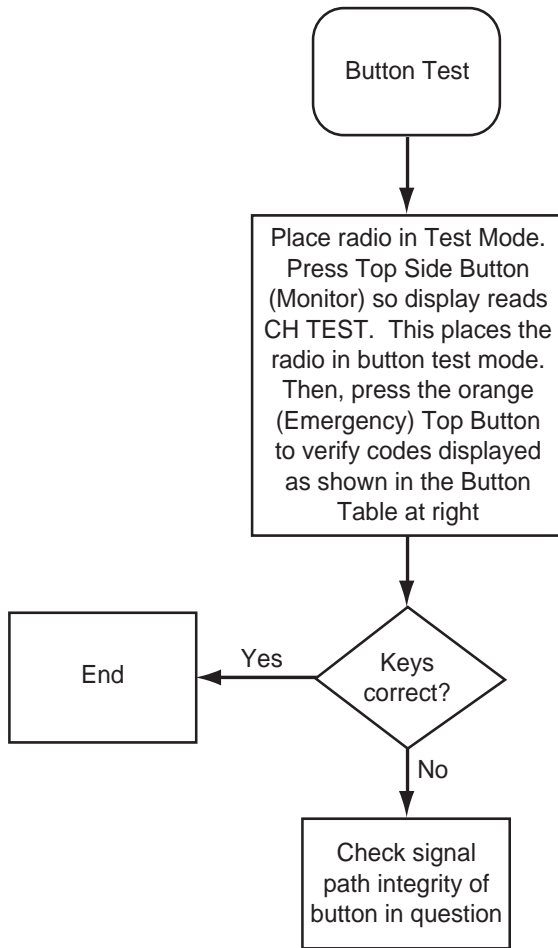 Button Test
Place radio in Test Mode.
Press Top Side Button
(Monitor) so display reads
CH TEST.  This places the
radio in button test mode.
Then, press the orange
(Emergency) Top Button
to verify codes displayed
as shown in the Button
Table at right
Keys
correct?
Yes
End
No
Check signal
path integrity of
button in question